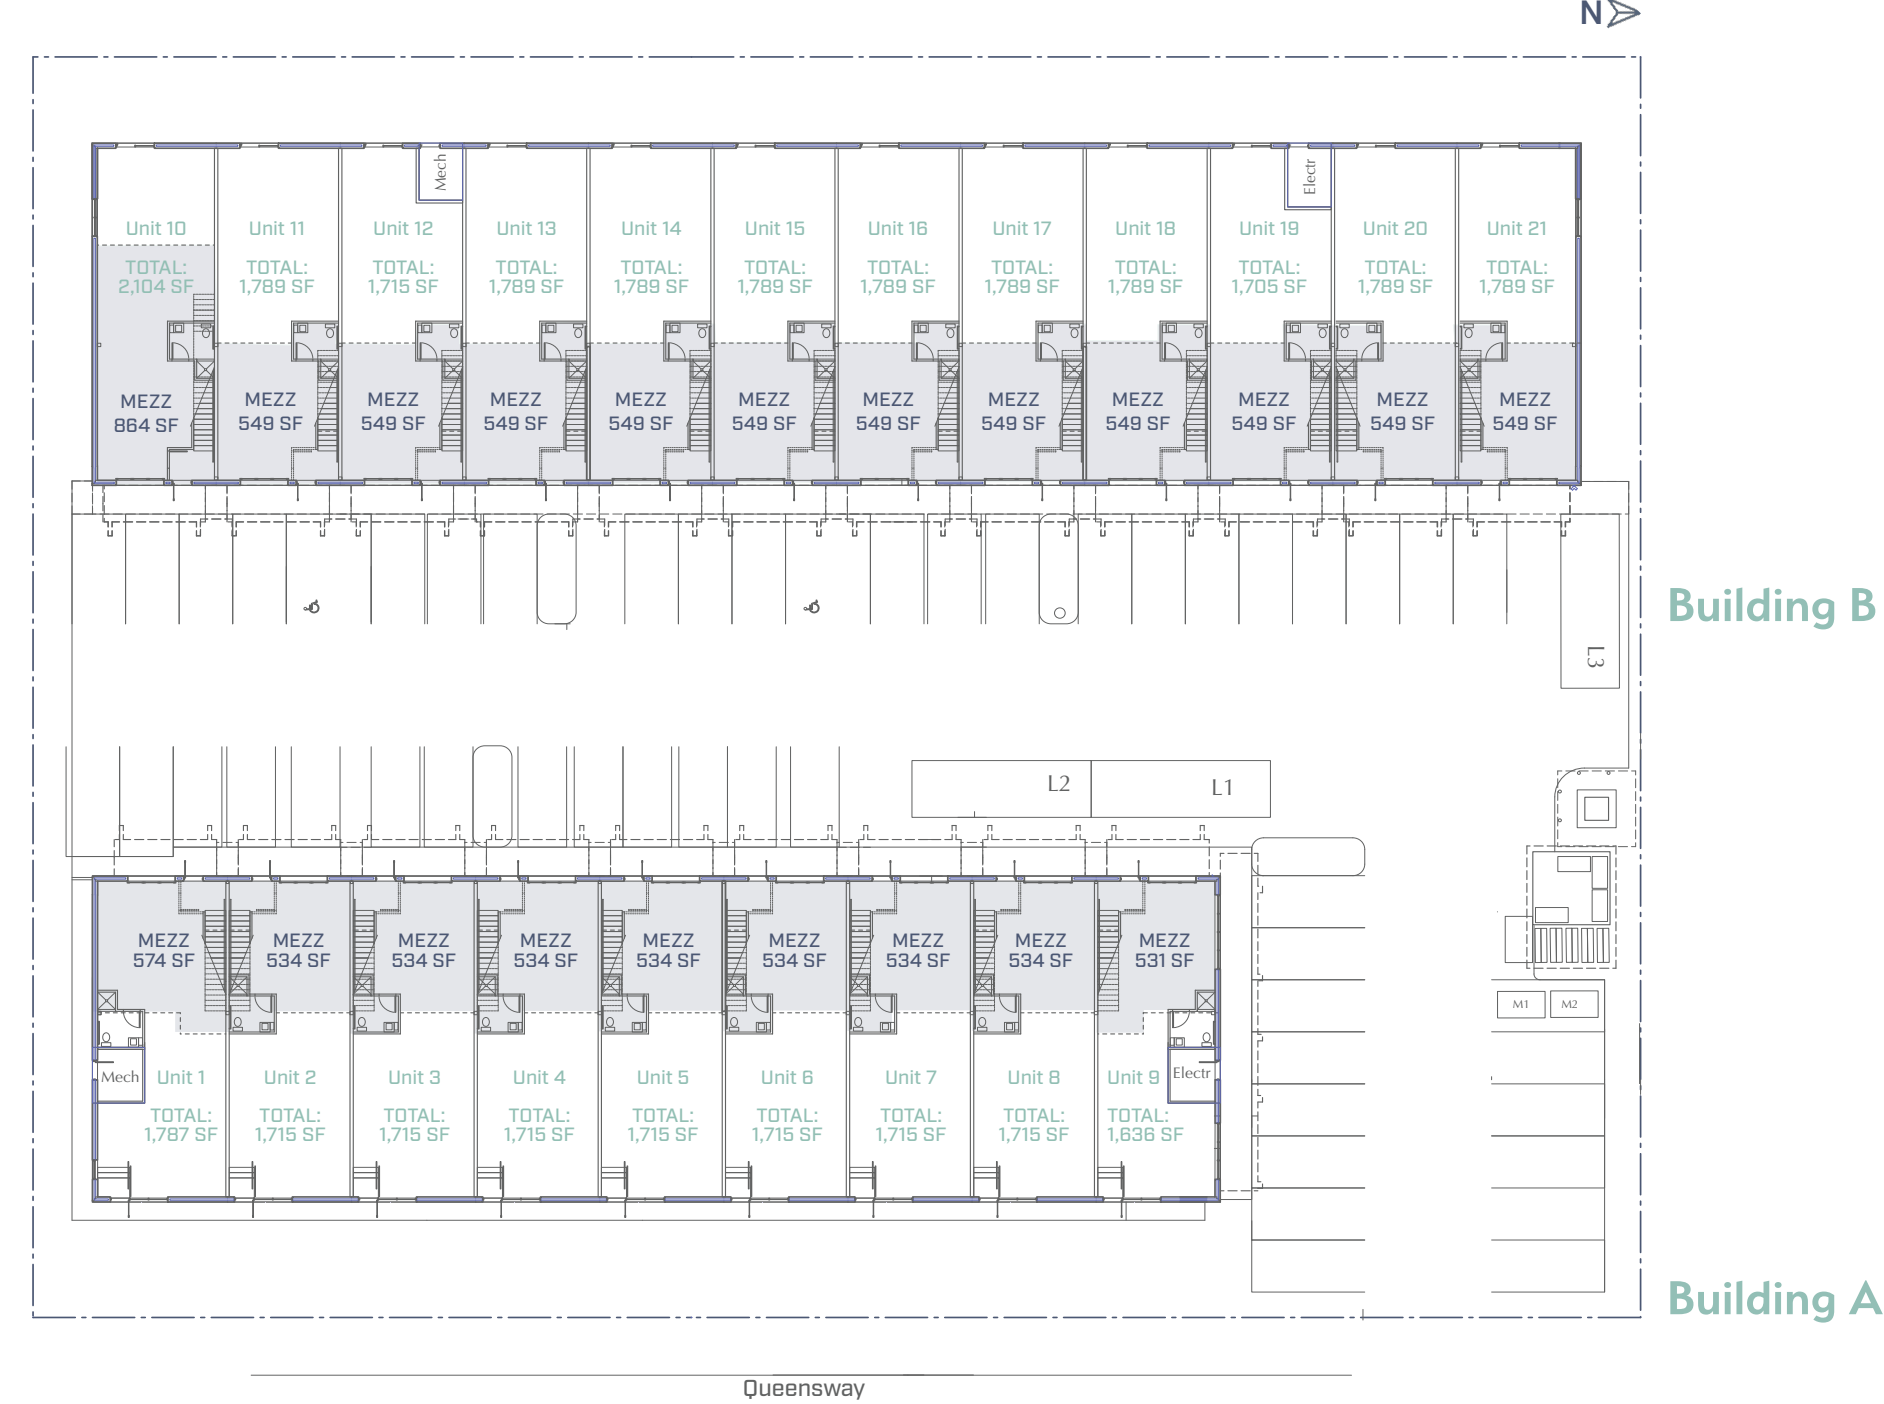 N
Mech
Electr
Unit 10
Unit 11
Unit 12
Unit 13
Unit 14
Unit 15
Unit 16
Unit 17
Unit 18
Unit 19
Unit 20
Unit 21
TOTAL:
2,104 SF
TOTAL:
1,789 SF
TOTAL:
1,715 SF
TOTAL:
1,789 SF
TOTAL:
1,789 SF
TOTAL:
1,789 SF
TOTAL:
1,789 SF
TOTAL:
1,789 SF
TOTAL:
1,789 SF
TOTAL:
1,705 SF
TOTAL:
1,789 SF
TOTAL:
1,789 SF
MEZZ
864 SF
MEZZ
549 SF
MEZZ
549 SF
MEZZ
549 SF
MEZZ
549 SF
MEZZ
549 SF
MEZZ
549 SF
MEZZ
549 SF
MEZZ
549 SF
MEZZ
549 SF
MEZZ
549 SF
MEZZ
549 SF
Building B
L3
L2
L1
MEZZ
574 SF
MEZZ
534 SF
MEZZ
534 SF
MEZZ
534 SF
MEZZ
534 SF
MEZZ
534 SF
MEZZ
534 SF
MEZZ
534 SF
MEZZ
531 SF
M1
M2
Mech
Unit 1
Unit 2
Unit 3
Unit 4
Unit 5
Unit 6
Unit 7
Unit 8
Unit 9
Electr
TOTAL:
1,787 SF
TOTAL:
1,715 SF
TOTAL:
1,715 SF
TOTAL:
1,715 SF
TOTAL:
1,715 SF
TOTAL:
1,715 SF
TOTAL:
1,715 SF
TOTAL:
1,715 SF
TOTAL:
1,636 SF
Building A
Queensway